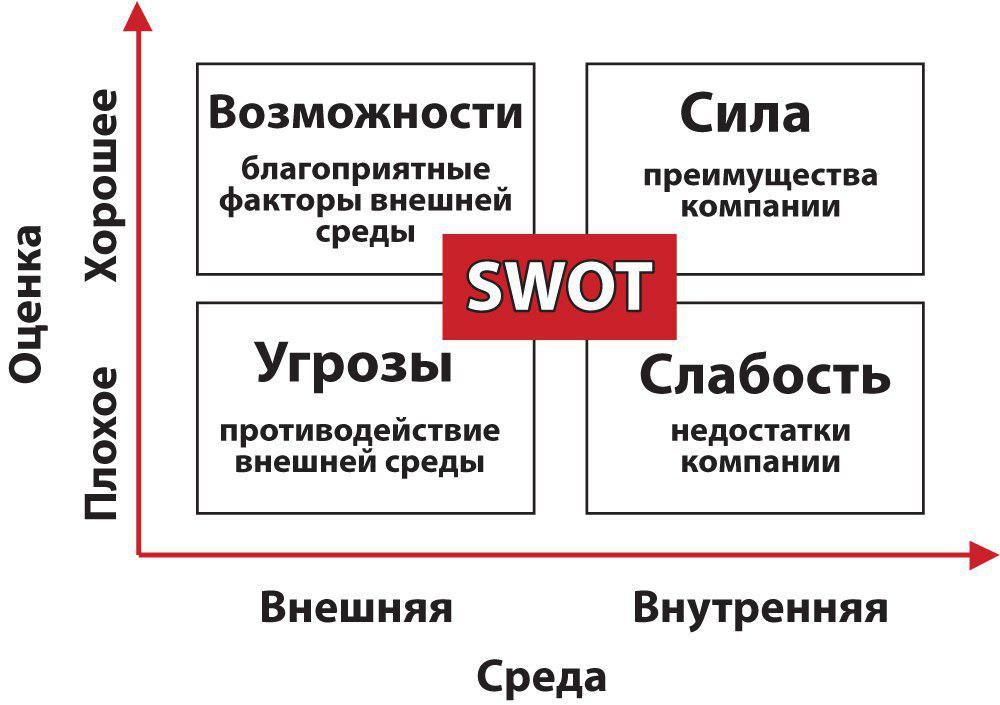 Оценка
Хорошее
Плохое
Возможности
благоприятные
факторы внешней
среды
Сила
преимущества
компании
SWOT
Угрозы
противодействие
внешней среды
Слабость
недостатки
компании
Внешняя
Внутренняя
Среда